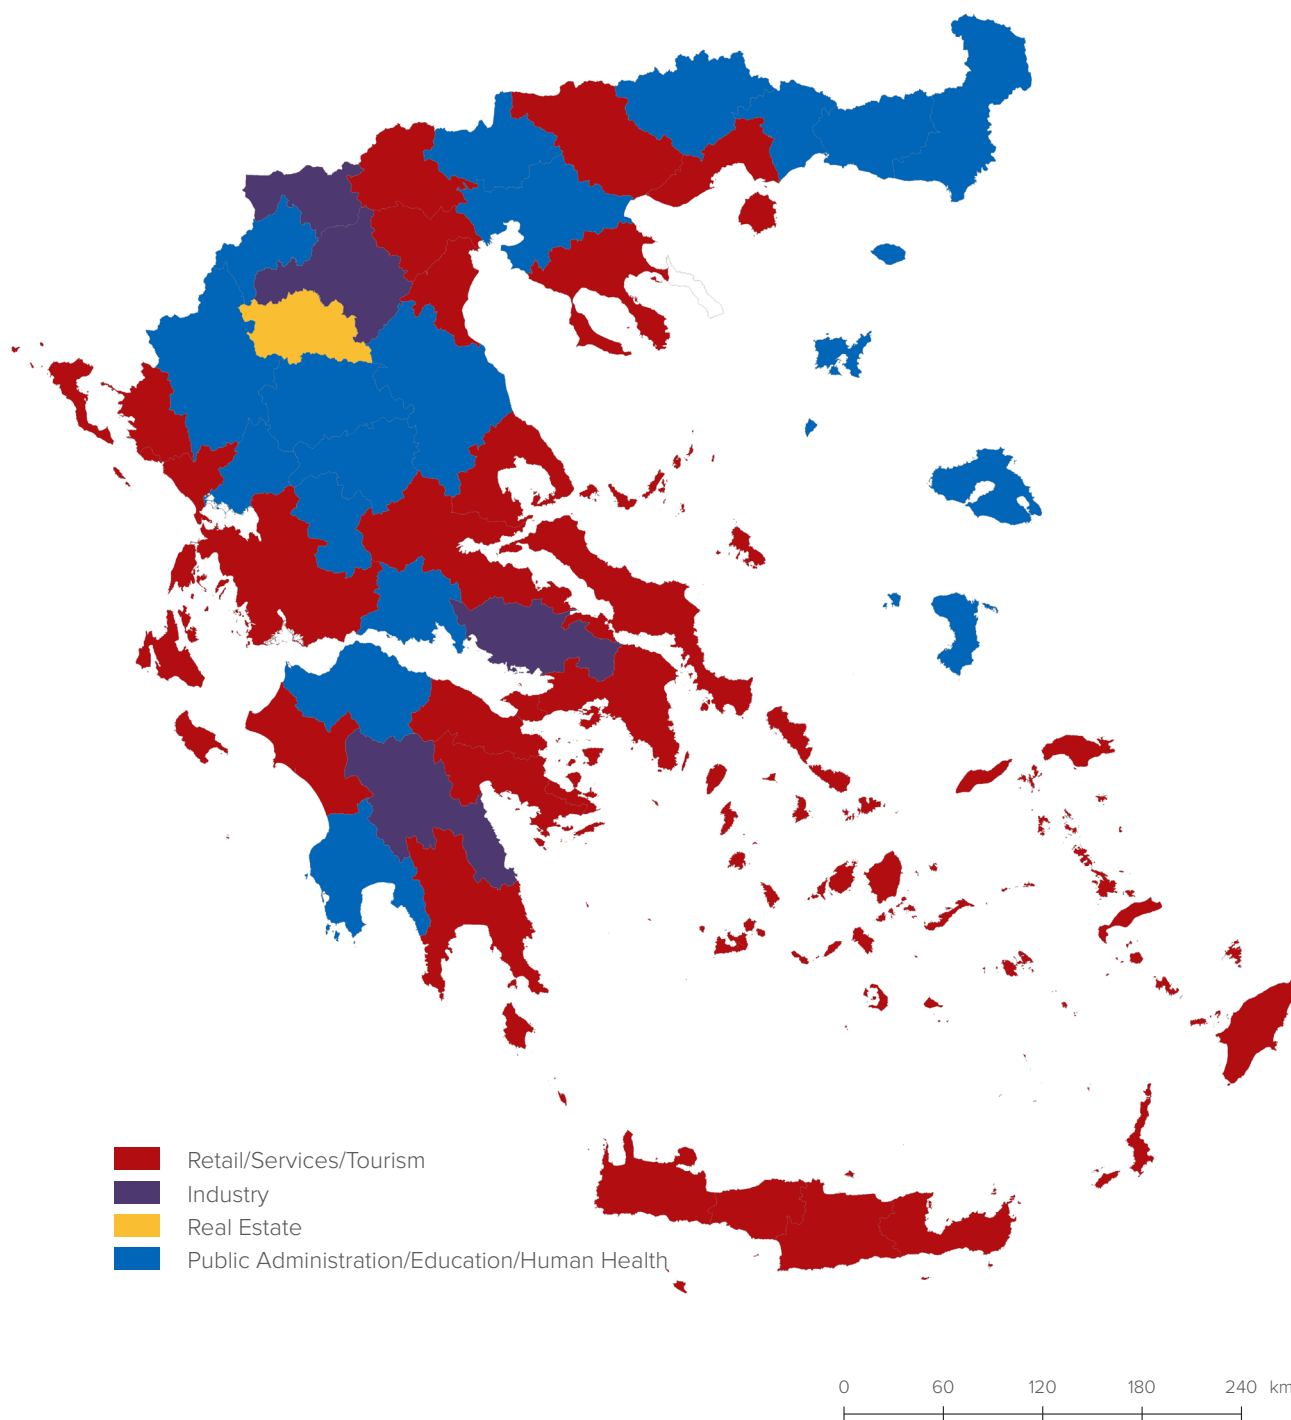 Retail/Services/Tourism
Industry
Real Estate
Public Administration/Education/Human Health
0 60 120 180 240 km